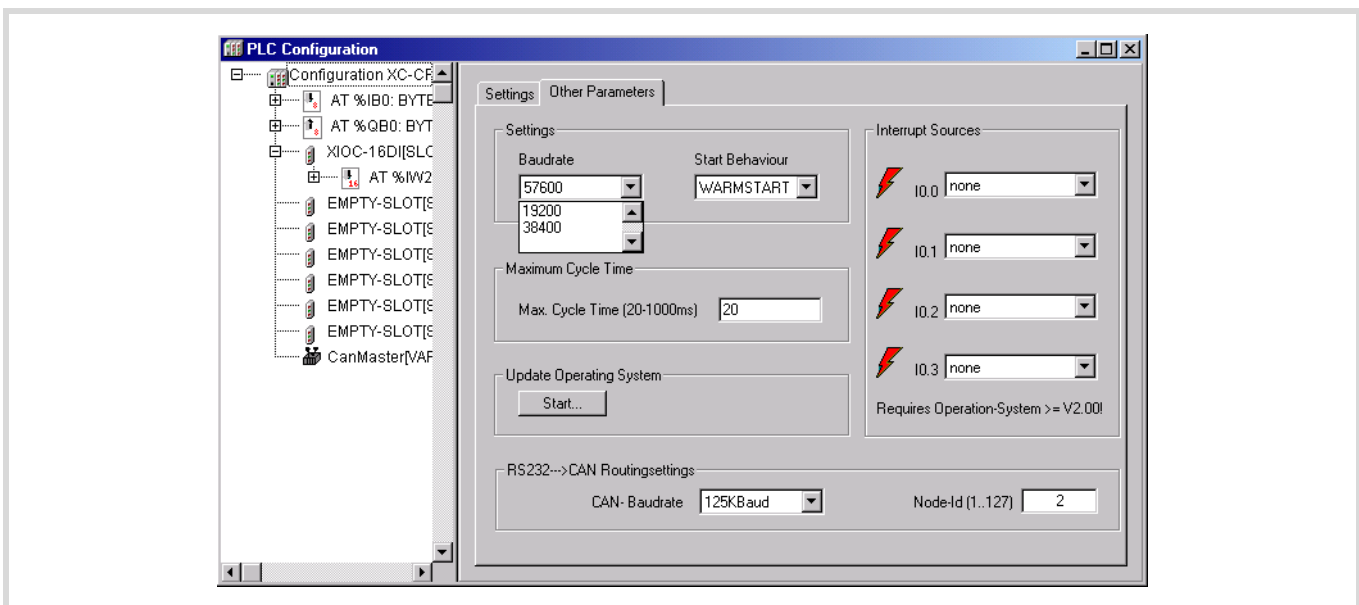 PLC Configuration
Configuration XC-CF
AT %IB0: BYTE
AT %QB0: BYT
XIOC-16DI[SLC
AT %IW2
EMPTY-SLOT[S
EMPTY-SLOT[S
EMPTY-SLOT[S
EMPTY-SLOT[S
EMPTY-SLOT[S
EMPTY-SLOT[S
CanMaster[VAR
Settings
Other Parameters
Settings
Baudrate
Start Behaviour
57600
WARMSTART
19200
38400
Maximum Cycle Time
Max. Cycle Time (20-1000ms)
20
Update Operating System
Start...
Interrupt Sources
I0.0 none
I0.1 none
I0.2 none
I0.3 none
Requires Operation-System >= V2.00!
RS232--->CAN Routingsettings
CAN- Baudrate 125KBaud
Node-Id (1..127) 2